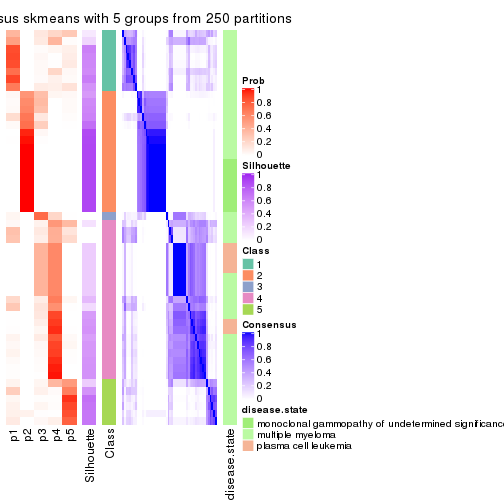 sus skmeans with 5 groups from 250 partitions
Prob
1
0.8
0.6
0.4
0.2
0
Silhouette
1
0.8
0.6
0.4
0.2
0
Class
1
2
3
4
5
Consensus
1
0.8
0.6
0.4
0.2
0
disease.state
monoclonal gammopathy of undetermined significance
multiple myeloma
plasma cell leukemia
p1
p2
p3
p4
p5
Silhouette
Class
disease.state